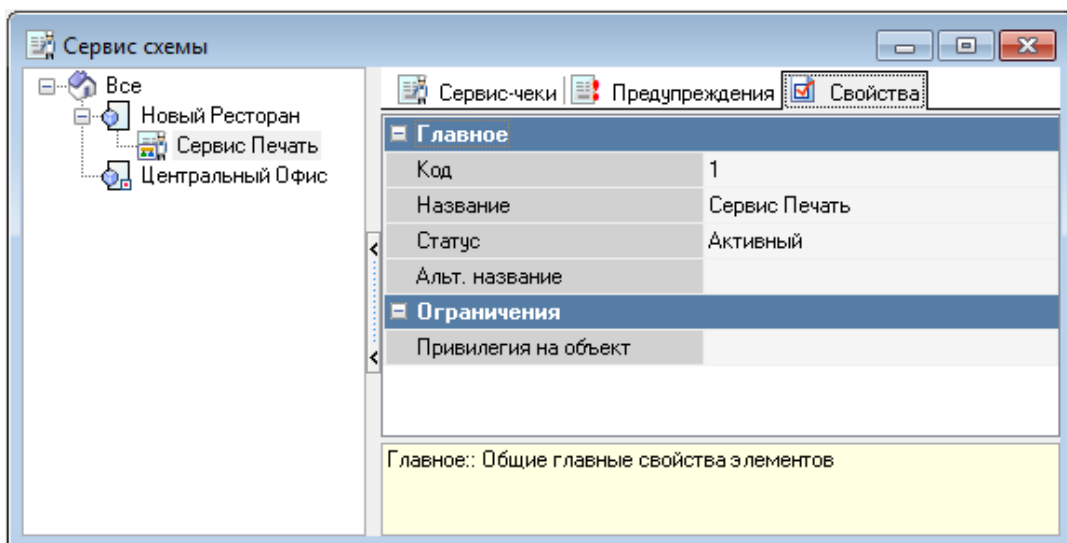 Сервис схемы
Все
Новый Ресторан
Сервис Печать
Центральный Офис
Сервис-чеки Предупреждения Свойства
Главное
Код 1
Название Сервис Печать
Статус Активный
Альт. название
Ограничения
Привилегия на объект
Главное:: Общие главные свойства элементов